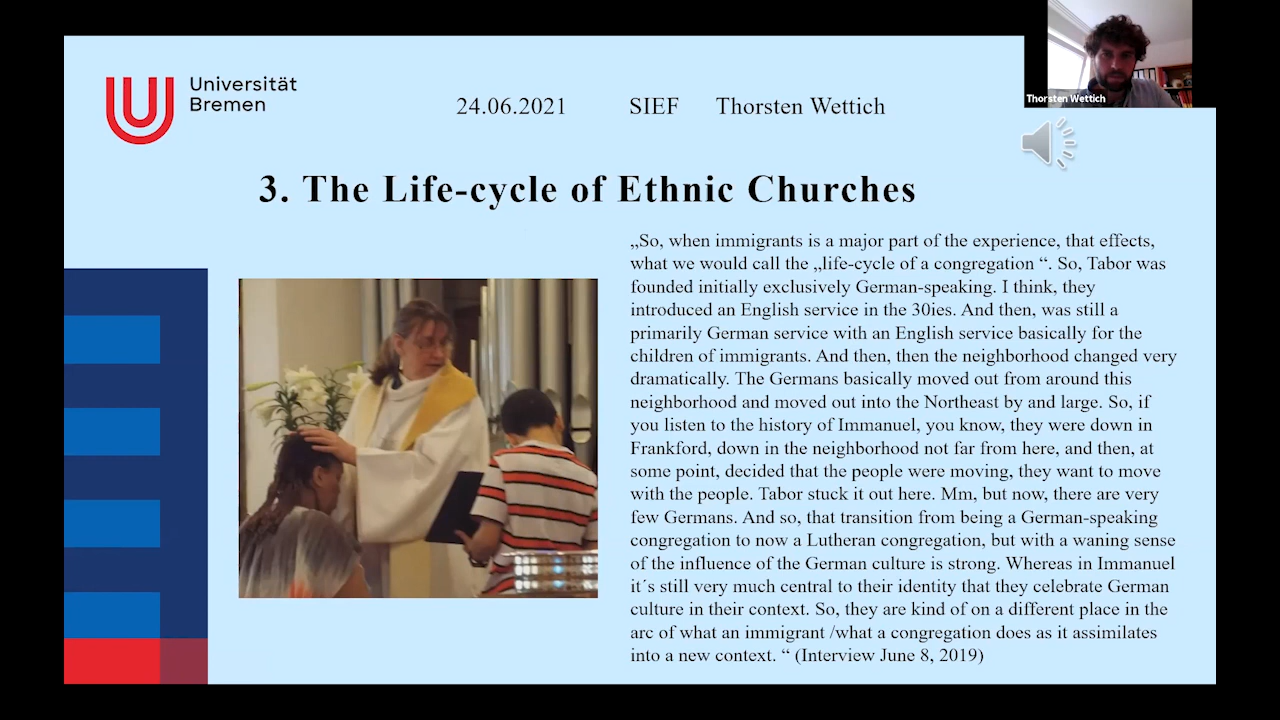 Universität
Bremen
24.06.2021 SIEF Thorsten Wettich
Thorsten Wettich
3. The Life-cycle of Ethnic Churches
„So, when immigrants is a major part of the experience, that effects,
what we would call the „life-cycle of a congregation “. So, Tabor was
founded initially exclusively German-speaking. I think, they
introduced an English service in the 30ies. And then, was still a
primarily German service with an English service basically for the
children of immigrants. And then, then the neighborhood changed very
dramatically. The Germans basically moved out from around this
neighborhood and moved out into the Northeast by and large. So, if
you listen to the history of Immanuel, you know, they were down in
Frankford, down in the neighborhood not far from here, and then, at
some point, decided that the people were moving, they want to move
with the people. Tabor stuck it out here. Mm, but now, there are very
few Germans. And so, that transition from being a German-speaking
congregation to now a Lutheran congregation, but with a waning sense
of the influence of the German culture is strong. Whereas in Immanuel
it´s still very much central to their identity that they celebrate German
culture in their context. So, they are kind of on a different place in the
arc of what an immigrant /what a congregation does as it assimilates
into a new context. “ (Interview June 8, 2019)